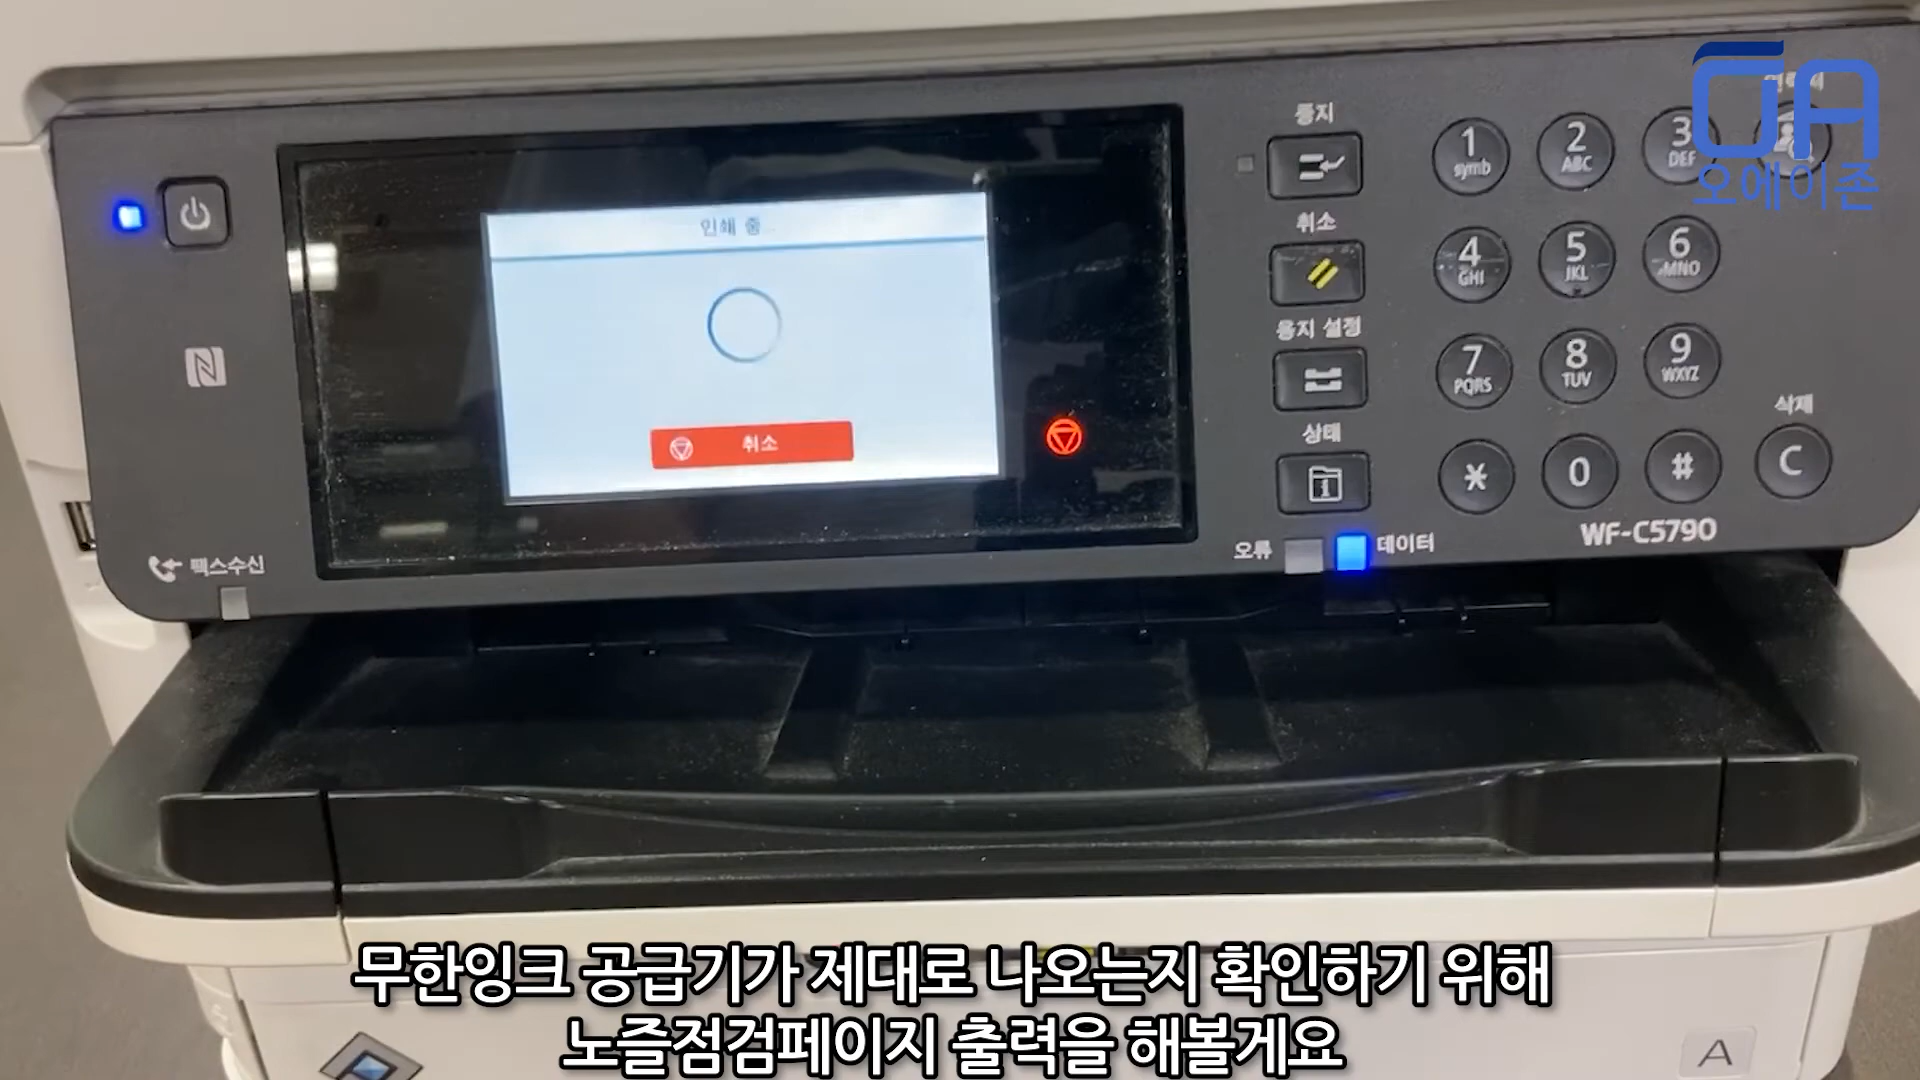 OA
오에이존
인쇄 중...
취소
중지
취소
용지 설정
상태
1 symb
2 ABC
3 DEF
4 GHI
5 JKL
6 MNO
7 PQRS
8 TUV
9 WXYZ
*
0
#
삭제
C
오류
데이터
WF-C5790
팩스수신
무한잉크 공급기가 제대로 나오는지 확인하기 위해
노즐점검페이지 출력을 해볼게요
A